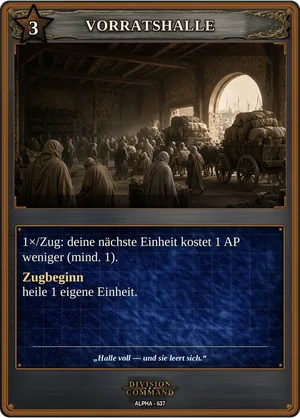 3
VORRATSHALLE
1×/Zug: deine nächste Einheit kostet 1 AP
weniger (mind. 1).
Zugbeginn
heile 1 eigene Einheit.
„Halle voll — und sie leert sich.“
DIVISION
COMMAND
ALPHA - 637